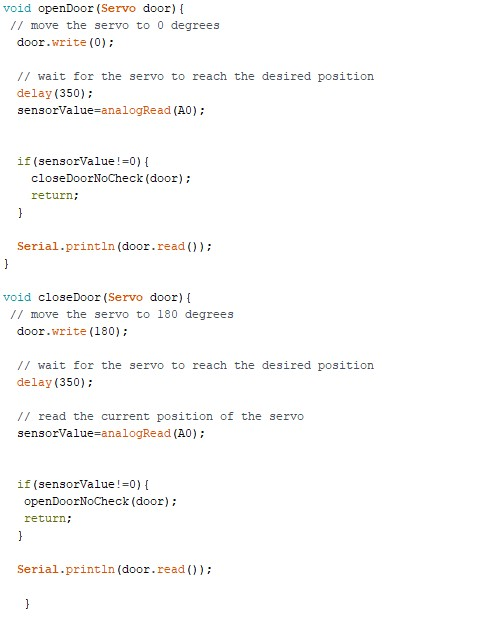 void openDoor(Servo door){
// move the servo to 0 degrees
door.write(0);
// wait for the servo to reach the desired position
delay(350);
sensorValue=analogRead(A0);
if(sensorValue!=0){
closeDoorNoCheck(door);
return;
}
Serial.println(door.read());
}
void closeDoor(Servo door){
// move the servo to 180 degrees
door.write(180);
// wait for the servo to reach the desired position
delay(350);
// read the current position of the servo
sensorValue=analogRead(A0);
if(sensorValue!=0){
openDoorNoCheck(door);
return;
}
Serial.println(door.read());
}